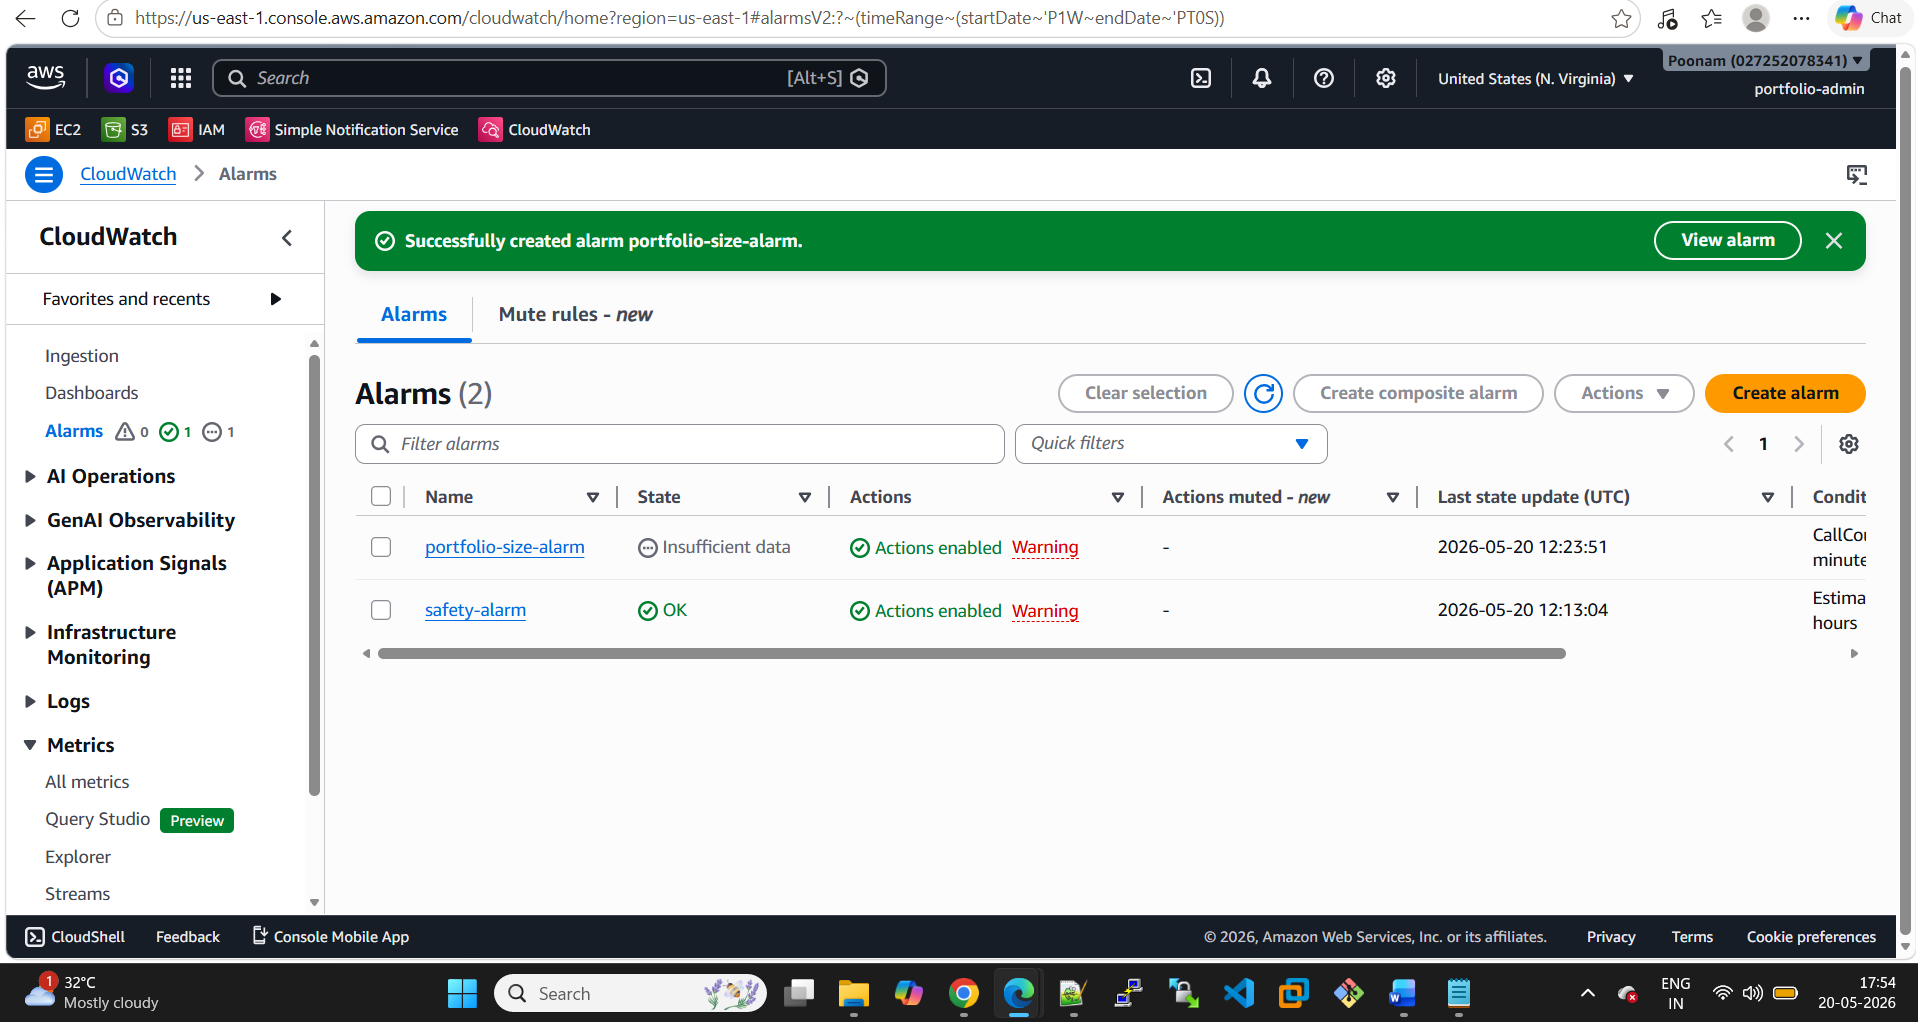 https://us-east-1.console.aws.amazon.com/cloudwatch/home?region=us-east-1#alarmsV2:?~(timeRange~(startDate~'P1W~endDate~'PT0S))
Chat
aws
Search
[Alt+S]
United States (N. Virginia)
Poonam (027252078341)
portfolio-admin
EC2
S3
IAM
Simple Notification Service
CloudWatch
CloudWatch
Alarms
CloudWatch
Favorites and recents
Ingestion
Dashboards
Alarms 0 1 1
AI Operations
GenAI Observability
Application Signals
(APM)
Infrastructure
Monitoring
Logs
Metrics
All metrics
Query Studio Preview
Explorer
Streams
Successfully created alarm portfolio-size-alarm.
View alarm
Alarms
Mute rules - new
Alarms (2)
Clear selection
Create composite alarm
Actions
Create alarm
Filter alarms
Quick filters
1
Name State Actions Actions muted - new Last state update (UTC) Condit
portfolio-size-alarm Insufficient data Actions enabled Warning - 2026-05-20 12:23:51 CallCou
minute
safety-alarm OK Actions enabled Warning - 2026-05-20 12:13:04 Estima
hours
CloudShell
Feedback
Console Mobile App
© 2026, Amazon Web Services, Inc. or its affiliates.
Privacy
Terms
Cookie preferences
1
32°C
Mostly cloudy
Search
W
ENG
IN
17:54
20-05-2026